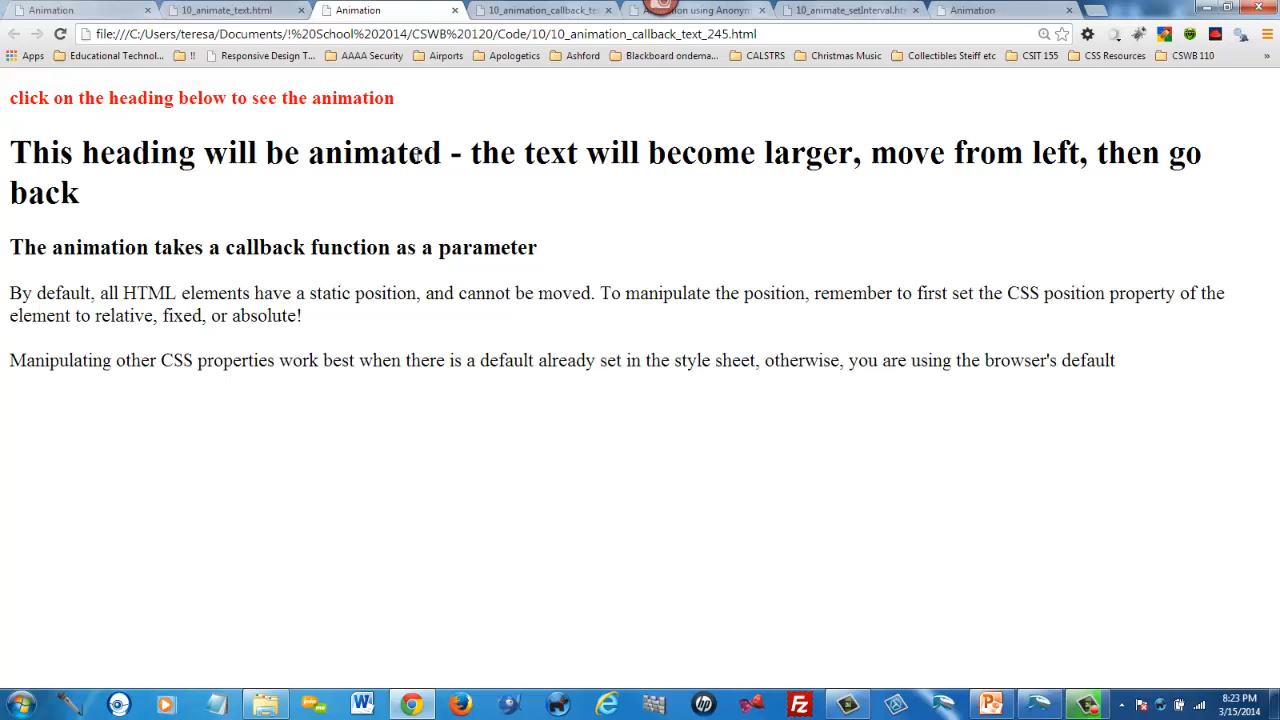 Animation
10_animate_text.html
Animation
10_animation_callback_te
using Anonym
10_animate_setInterval.ht
Animation
file:///C:/Users/teresa/Documents/!%20School%202014/CSWB%20120/Code/10/10_animation_callback_text_245.html
Apps
Educational Technol...
!!
Responsive Design T...
AAAA Security
Airports
Apologetics
Ashford
Blackboard ondema...
CALSTRS
Christmas Music
Collectibles Steiff etc
CSIT 155
CSS Resources
CSWB 110
»
click on the heading below to see the animation
This heading will be animated - the text will become larger, move from left, then go
back
The animation takes a callback function as a parameter
By default, all HTML elements have a static position, and cannot be moved. To manipulate the position, remember to first set the CSS position property of the
element to relative, fixed, or absolute!
Manipulating other CSS properties work best when there is a default already set in the style sheet, otherwise, you are using the browser's default
8:23 PM
3/15/2014